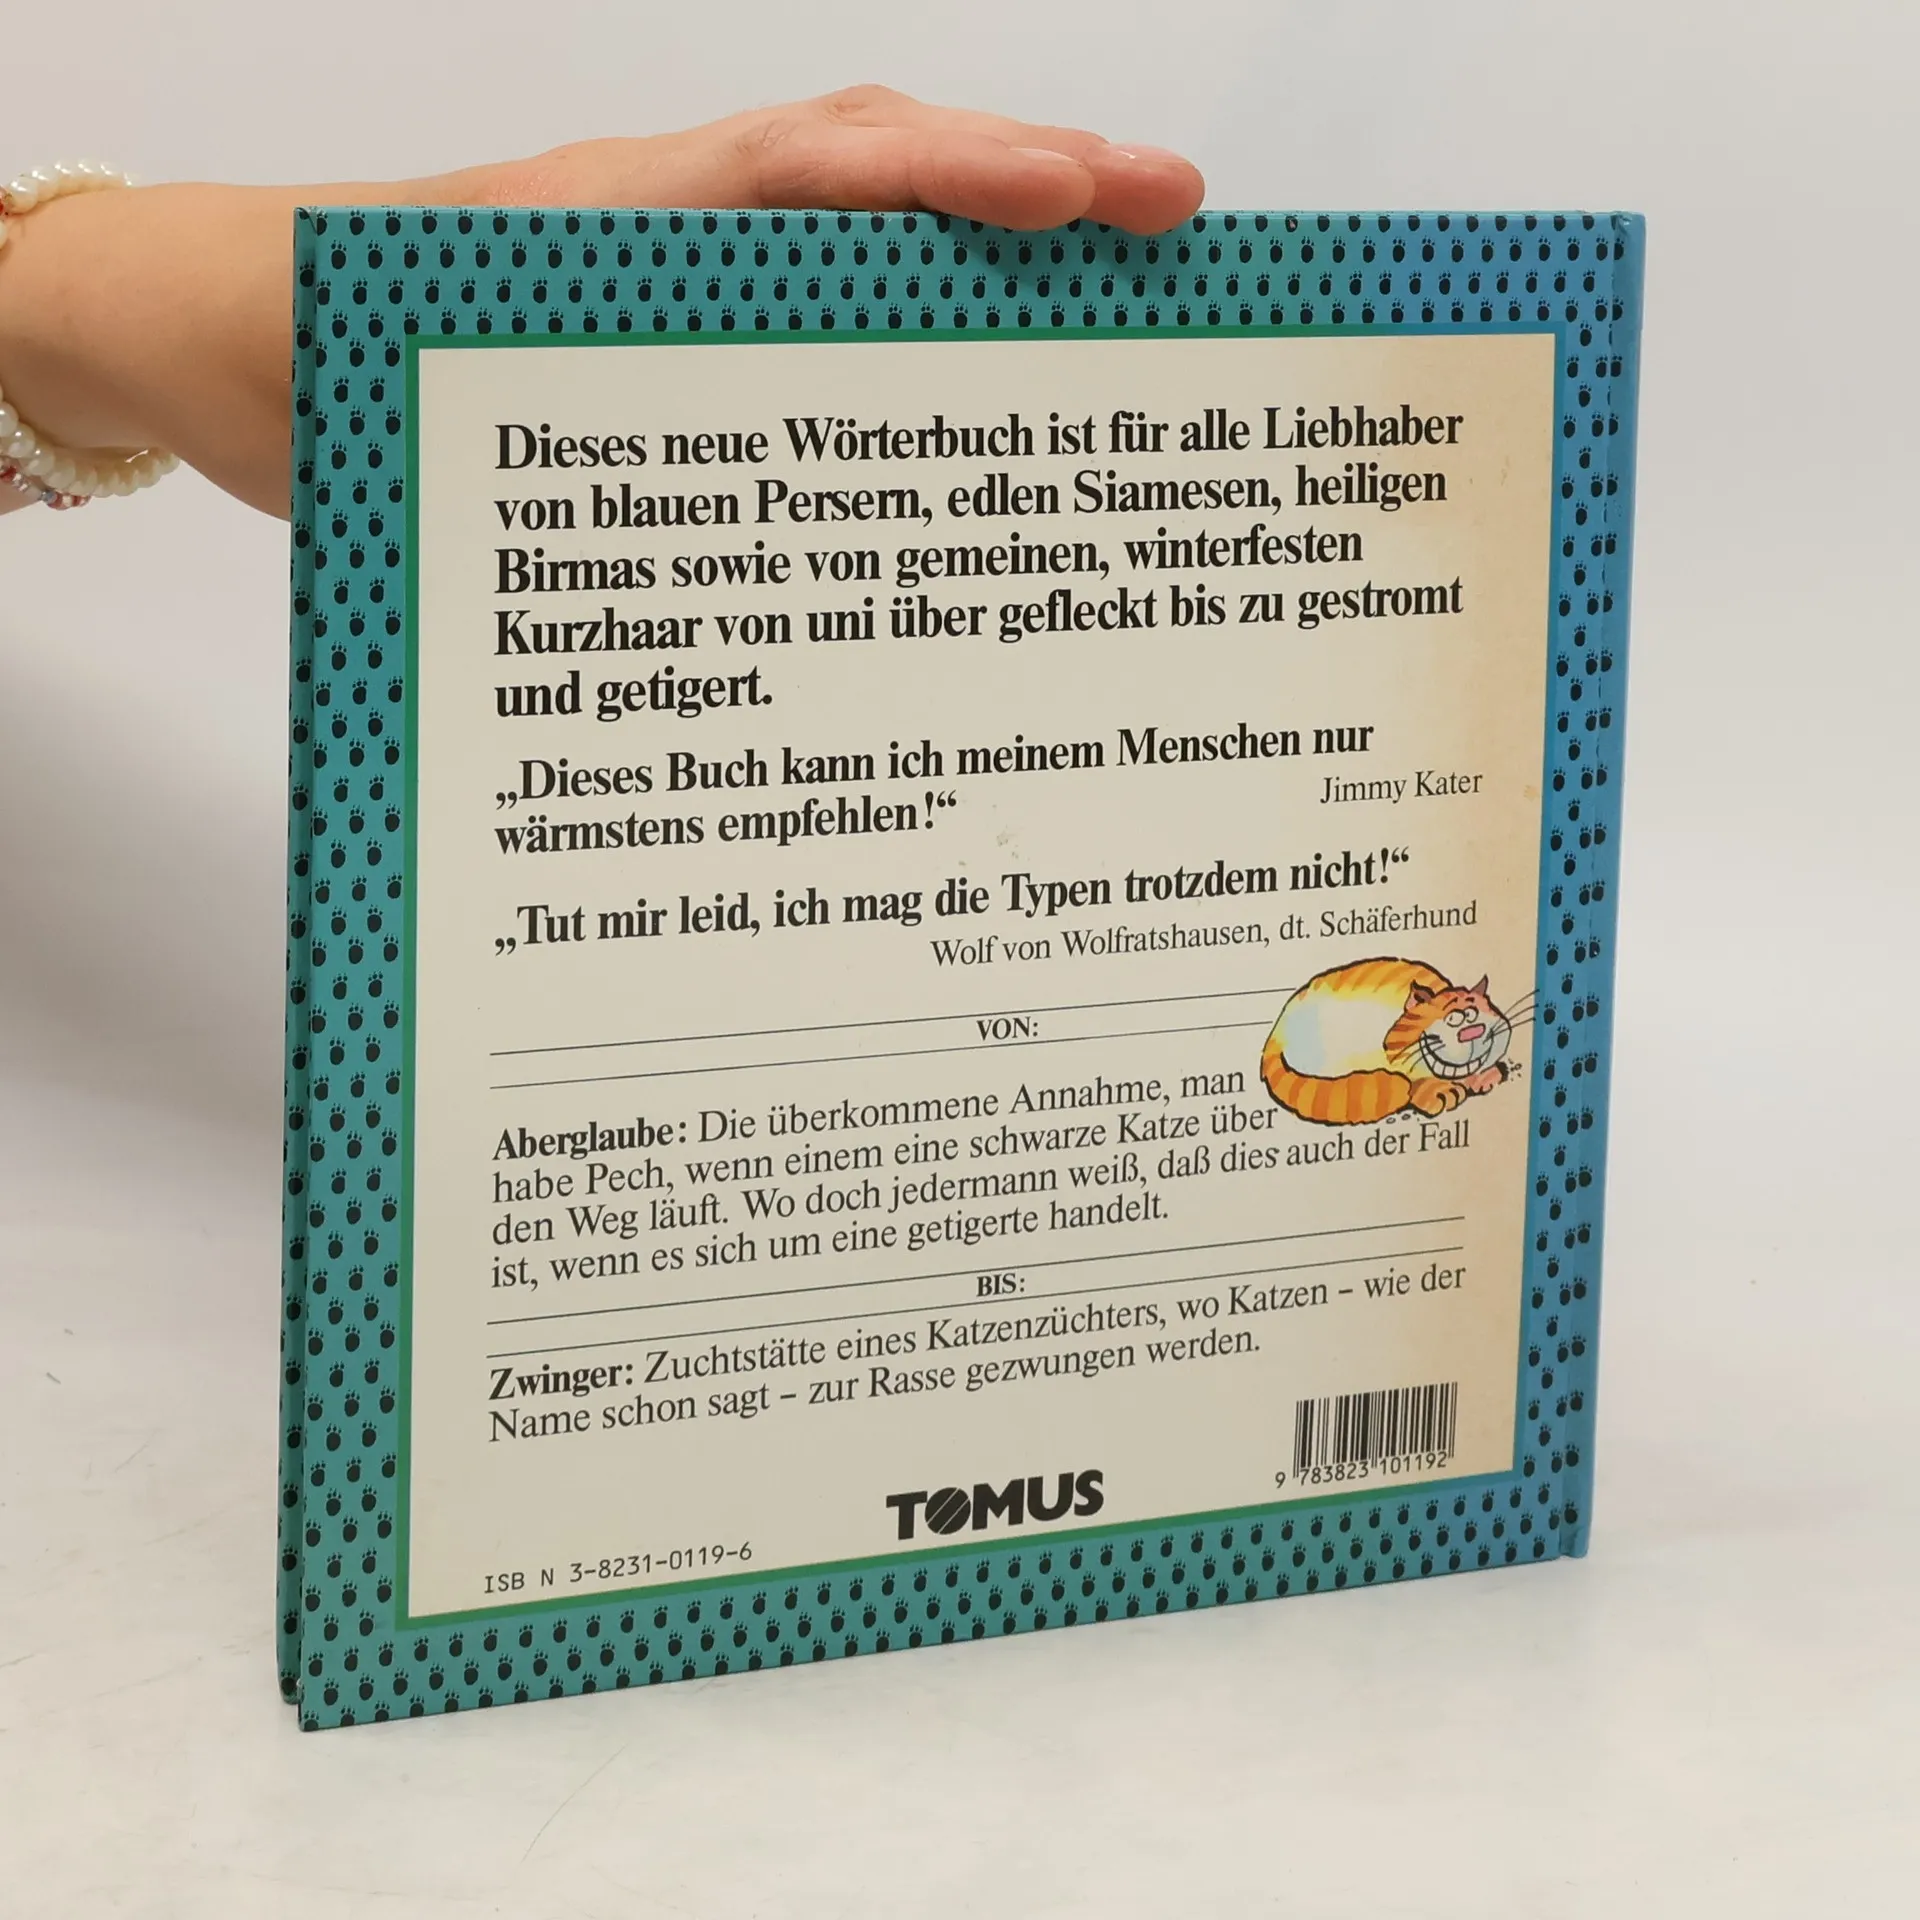 Dieses neue Wörterbuch ist für alle Liebhaber
von blauen Persern, edlen Siamesen, heiligen
Birmas sowie von gemeinen, winterfesten
Kurzhaar von uni über gefleckt bis zu gestromt
und getigert.
„Dieses Buch kann ich meinem Menschen nur
wärmstens empfehlen!“
Jimmy Kater
„Tut mir leid, ich mag die Typen trotzdem nicht!“
Wolf von Wolfratshausen, dt. Schäferhund
VON:
Aberglaube: Die überkommene Annahme, man
habe Pech, wenn einem eine schwarze Katze über
den Weg läuft. Wo doch jedermann weiß, daß dies auch der Fall
ist, wenn es sich um eine getigerte handelt.
BIS:
Zwinger: Zuchtstätte eines Katzenzüchters, wo Katzen – wie der
Name schon sagt – zur Rasse gezwungen werden.
9 783823 101192
TOMUS
ISB N 3-8231-0119-6